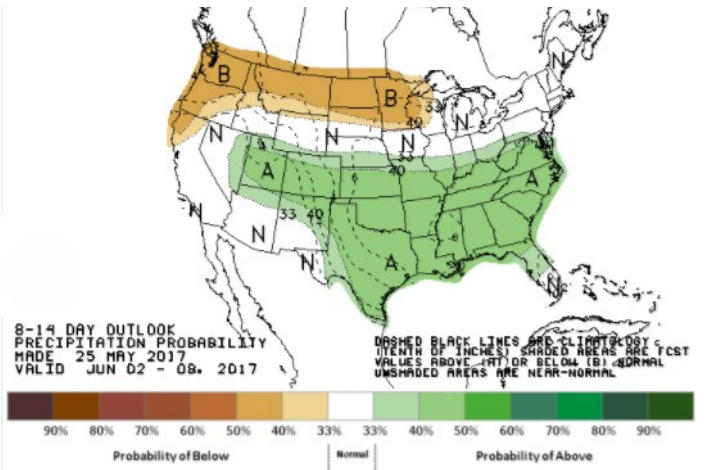 B
B
33
40
N
N
N
N
N
33
40
A
A
33 40
N
N
N
A
N
8-14 DAY OUTLOOK
PRECIPITATION PROBABILITY
MADE 25 MAY 2017
VALID JUN 02 - 08, 2017
DASHED BLACK LINES ARE CLIMATOLOGY
(TENTH OF INCHES) SHADED AREAS ARE FCST
VALUES ABOVE (A) OR BELOW (B) NORMAL
UNSHADED AREAS ARE NEAR-NORMAL
90% 80% 70% 60% 50% 40% 33% 33% 40% 50% 60% 70% 80% 90%
Probability of Below Normal Probability of Above